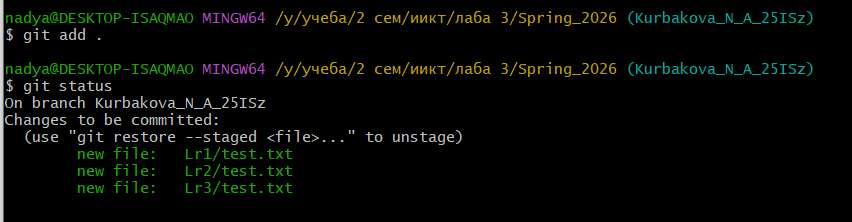 nadya@DESKTOP-ISAQMAO MINGW64 /y/учеба/2 сем/иикт/лаба 3/Spring_2026 (Kurbakova_N_A_25ISz)
$ git add .
nadya@DESKTOP-ISAQMAO MINGW64 /y/учеба/2 сем/иикт/лаба 3/Spring_2026 (Kurbakova_N_A_25ISz)
$ git status
On branch Kurbakova_N_A_25ISz
Changes to be committed:
  (use "git restore --staged <file>..." to unstage)
        new file:   Lr1/test.txt
        new file:   Lr2/test.txt
        new file:   Lr3/test.txt